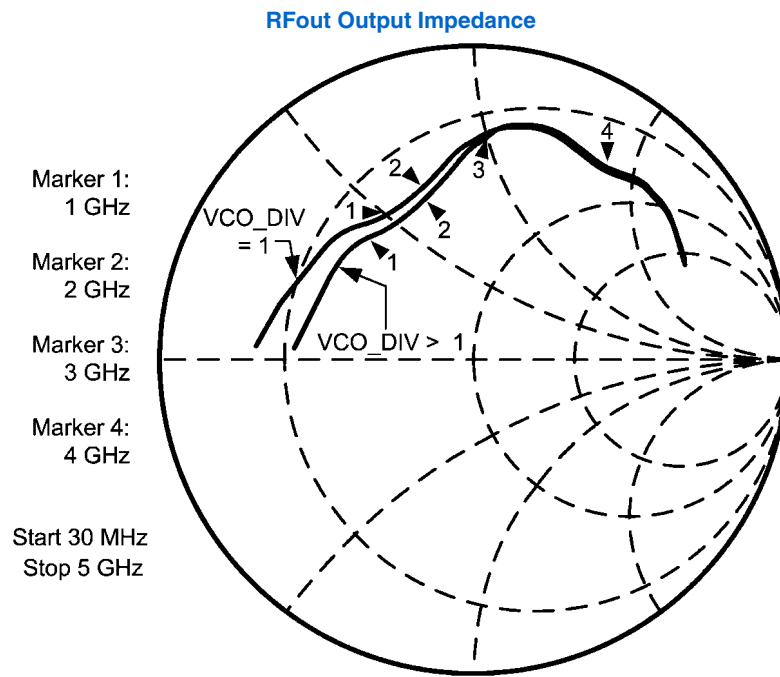 RFout Output Impedance
Marker 1:
1 GHz
Marker 2:
2 GHz
Marker 3:
3 GHz
Marker 4:
4 GHz
Start 30 MHz
Stop 5 GHz
VCO_DIV
= 1
VCO_DIV > 1
1
2
3
4
1
2